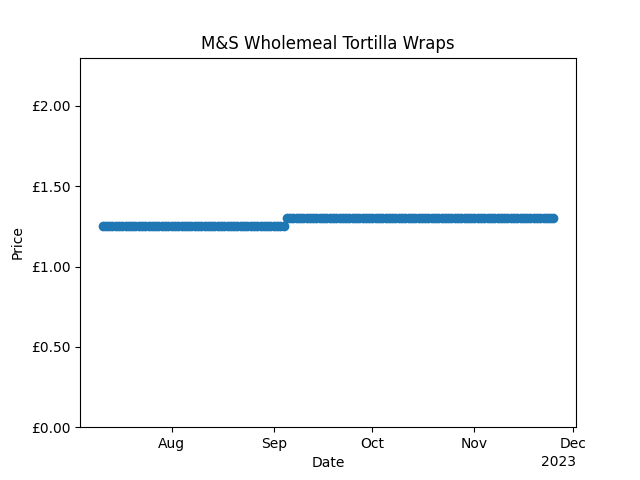 M&S Wholemeal Tortilla Wraps
£2.00
£1.50
£1.00
£0.50
£0.00
Price
Aug Sep Oct Nov Dec
Date
2023